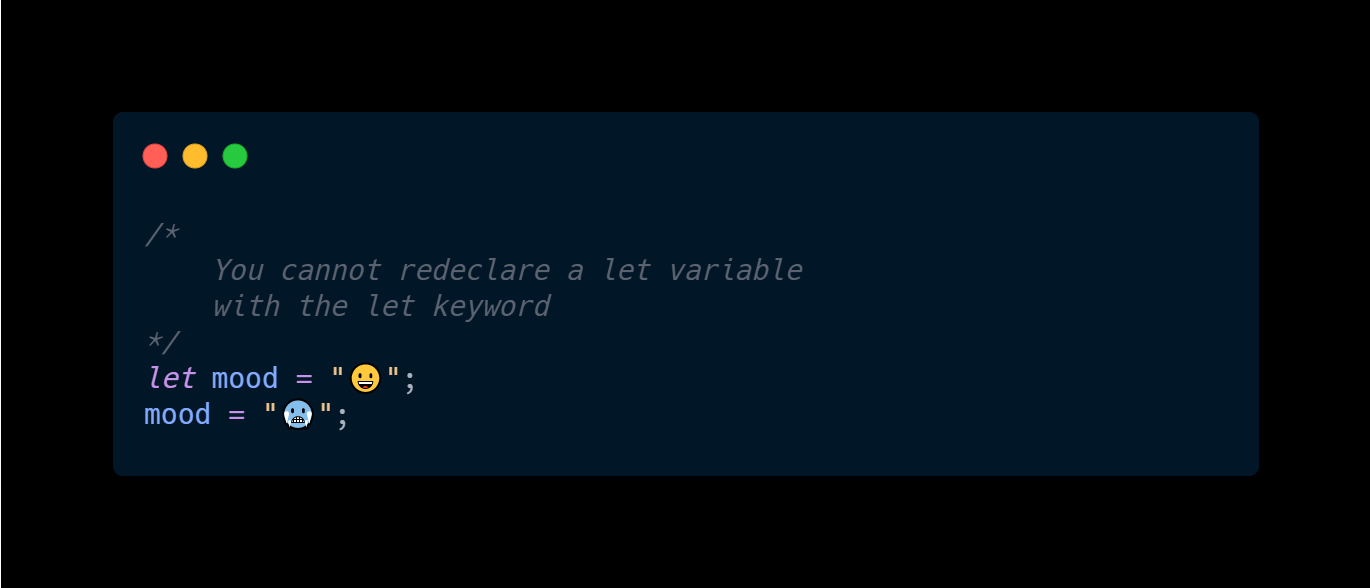 /*
    You cannot redeclare a let variable
    with the let keyword
*/
let mood = "😀";
mood = "🥶";